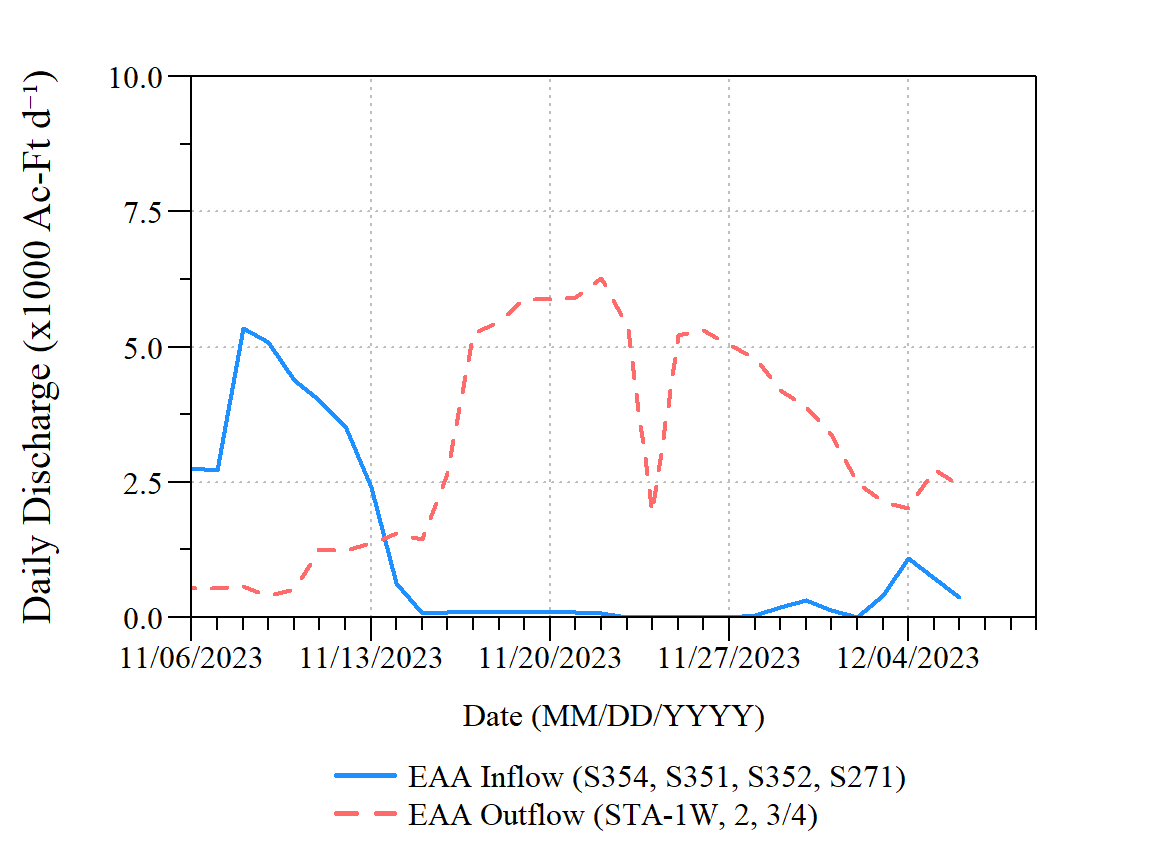 Daily Discharge (x1000 Ac-Ft d⁻¹)
10.0
7.5
5.0
2.5
0.0
11/06/2023 11/13/2023 11/20/2023 11/27/2023 12/04/2023
Date (MM/DD/YYYY)
EAA Inflow (S354, S351, S352, S271)
EAA Outflow (STA-1W, 2, 3/4)